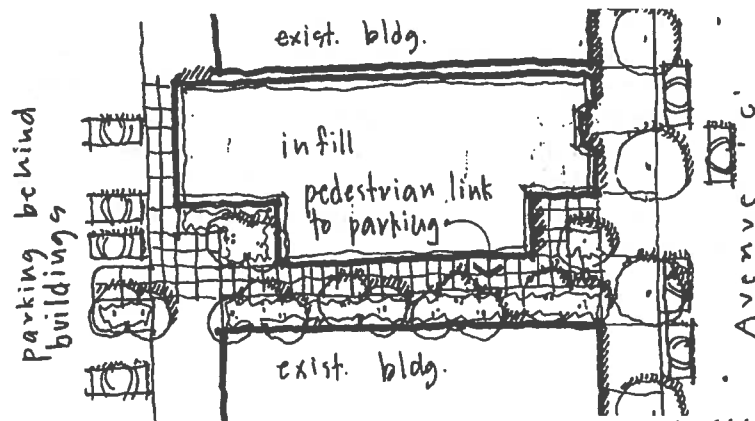 exist. bldg.
infill
pedestrian link
to parking
parking behind
buildings
exist. bldg.
Avenue 'C'